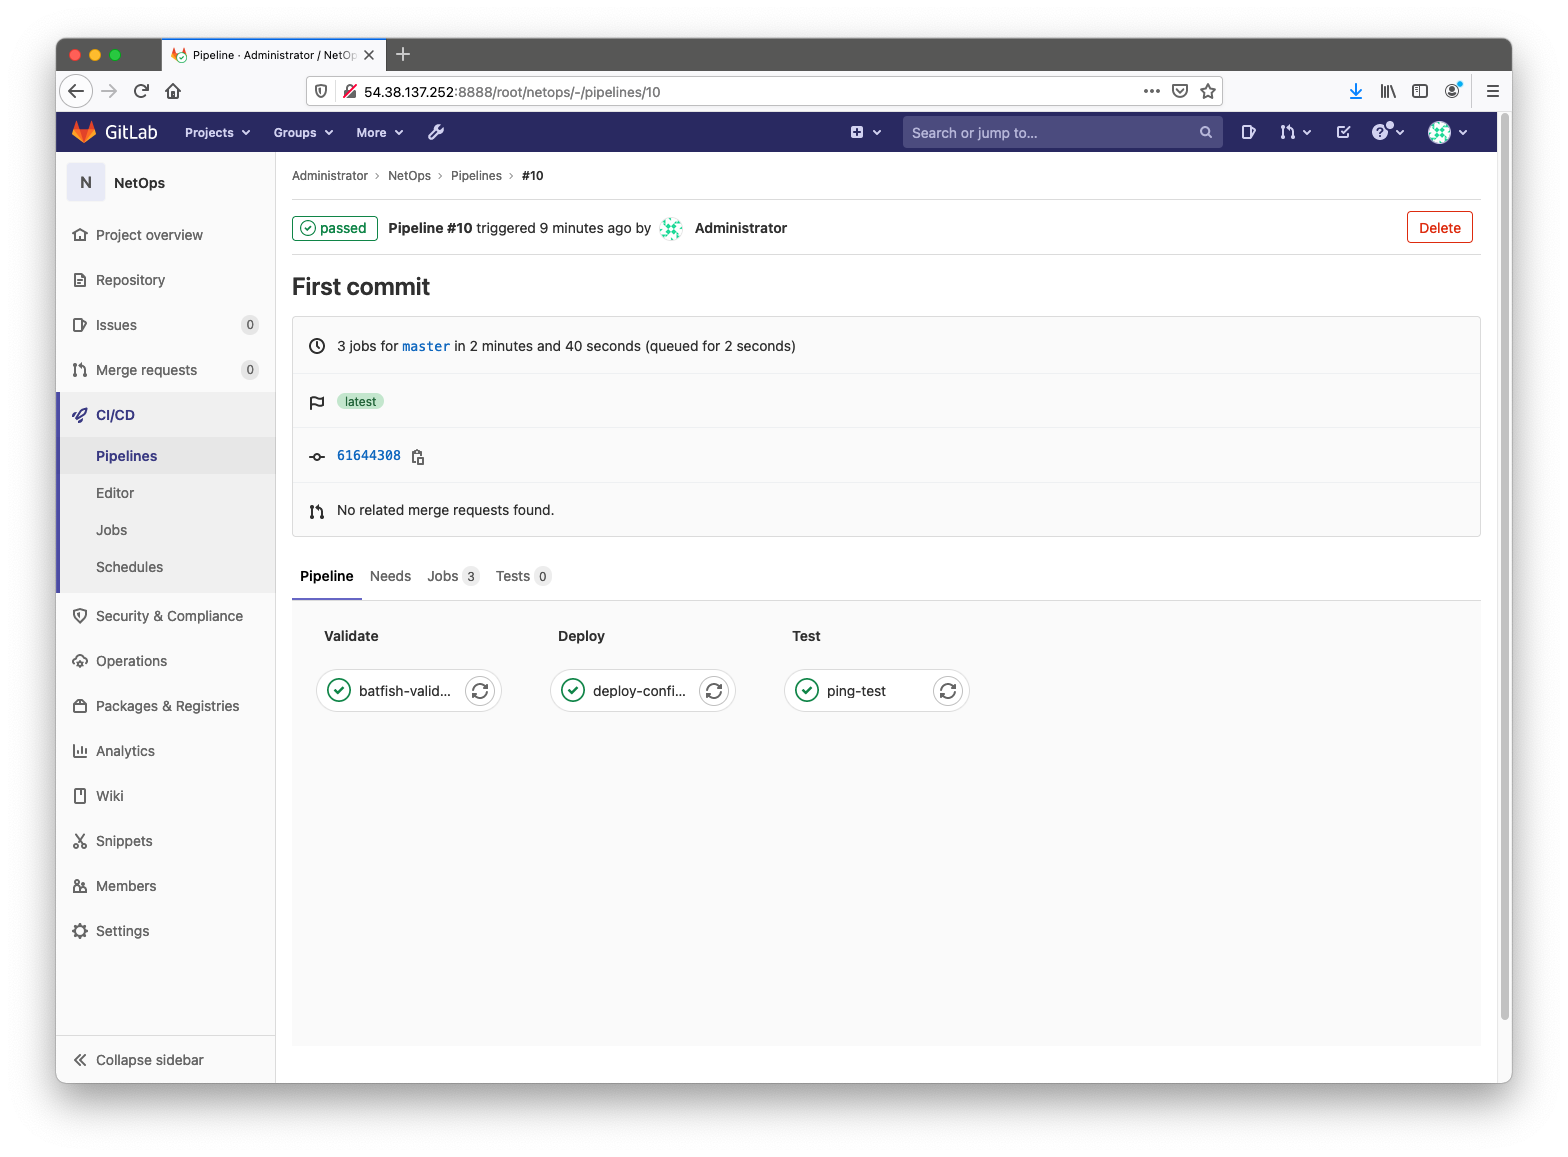 Pipeline · Administrator / NetOp
54.38.137.252:8888/root/netops/-/pipelines/10
GitLab Projects Groups More Search or jump to...
N NetOps
Administrator › NetOps › Pipelines › #10
passed Pipeline #10 triggered 9 minutes ago by Administrator Delete
First commit
3 jobs for master in 2 minutes and 40 seconds (queued for 2 seconds)
latest
61644308
No related merge requests found.
Project overview
Repository
Issues 0
Merge requests 0
CI/CD
Pipelines
Editor
Jobs
Schedules
Security & Compliance
Operations
Packages & Registries
Analytics
Wiki
Snippets
Members
Settings
Collapse sidebar
Pipeline Needs Jobs 3 Tests 0
Validate Deploy Test
batfish-valid... deploy-confi... ping-test